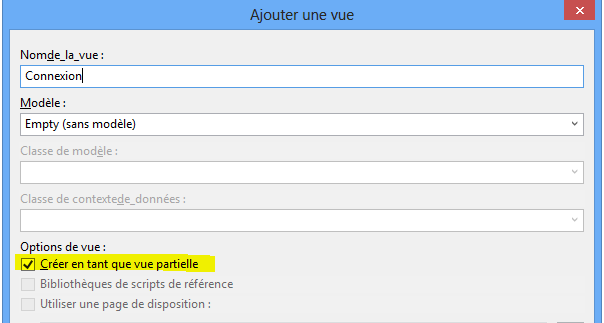 Ajouter une vue
Nomde_la_vue :
Connexion
Modèle :
Empty (sans modèle)
Classe de modèle :
Classe de contextede_données :
Options de vue :
Créer en tant que vue partielle
Bibliothèques de scripts de référence
Utiliser une page de disposition :